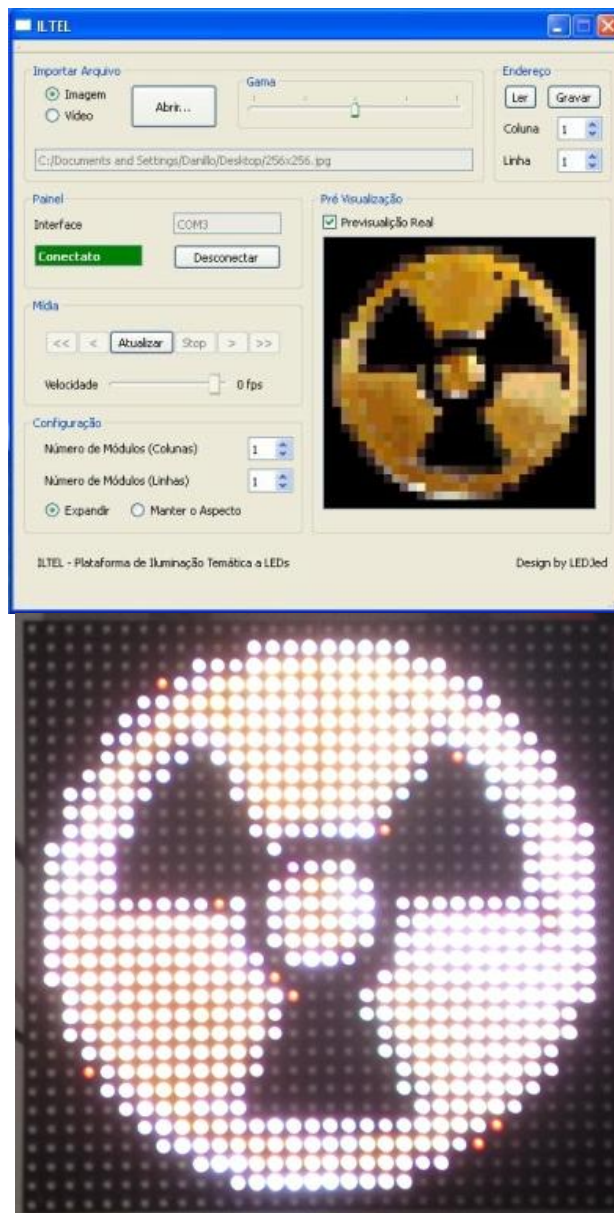 ILTEL
Importar Arquivo
Imagem
Vídeo
Abrir...
Gama
C:/Documents and Settings/Danillo/Desktop/256x256.jpg
Endereço
Ler
Gravar
Coluna 1
Linha 1
Painel
Interface COM3
Conectato
Desconectar
Mídia
<< < Atualizar Stop > >>
Velocidade 0 fps
Configuração
Número de Módulos (Colunas) 1
Número de Módulos (Linhas) 1
Expandir Manter o Aspecto
Pré Visualização
Previsualição Real
ILTEL - Plataforma de Iluminação Temática a LEDs
Design by LEDJed